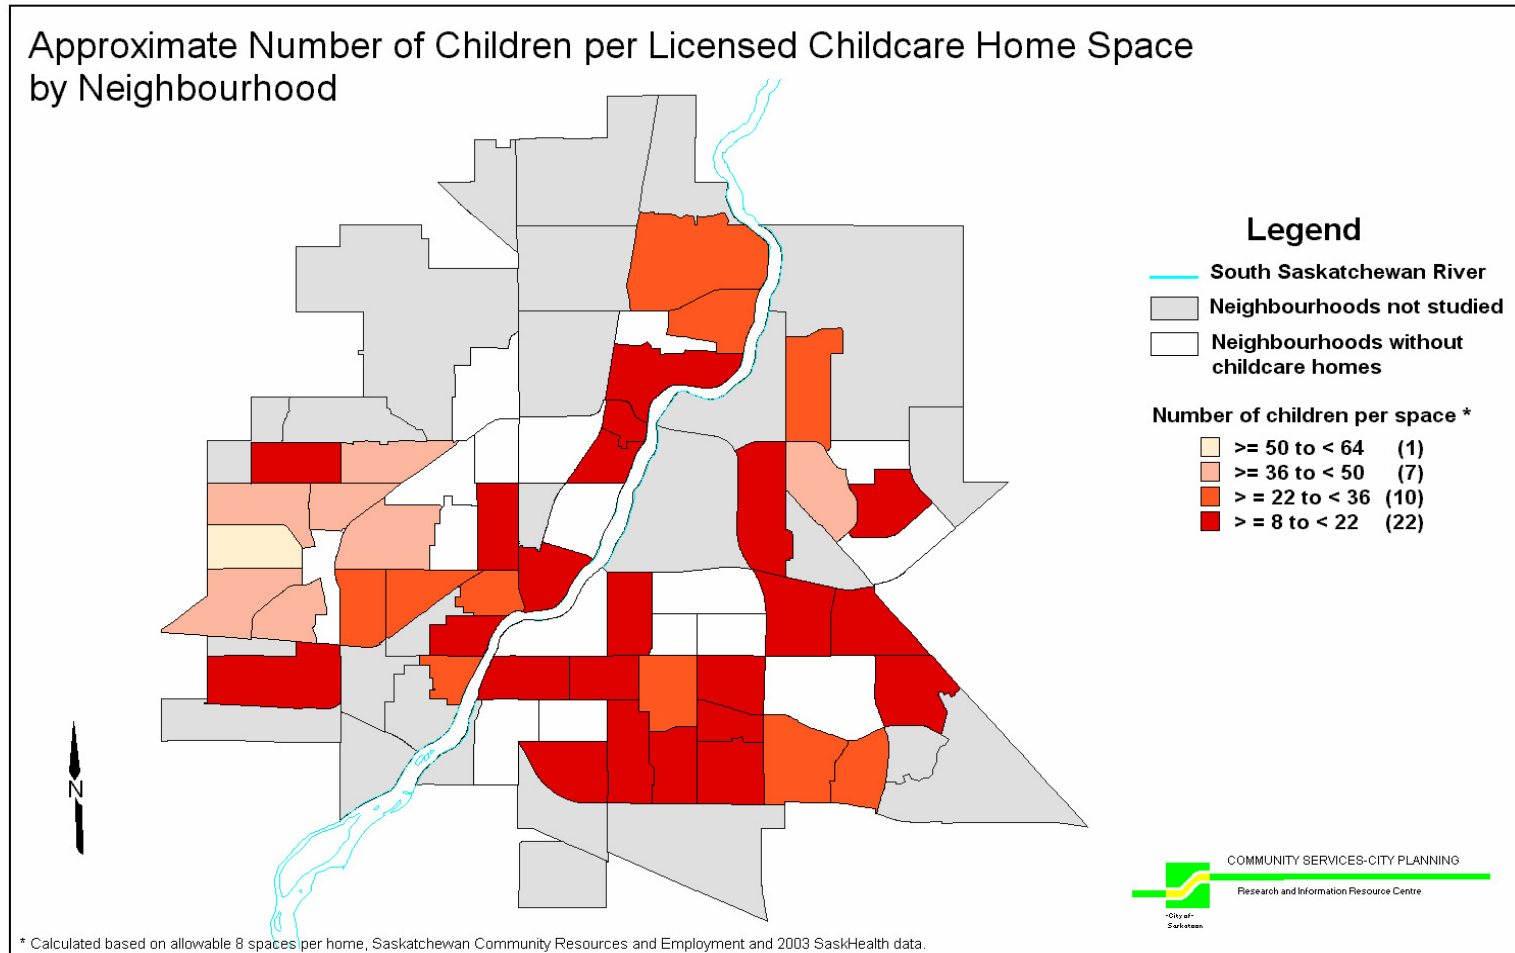 Approximate Number of Children per Licensed Childcare Home Space
by Neighbourhood
Legend
South Saskatchewan River
Neighbourhoods not studied
Neighbourhoods without
childcare homes
Number of children per space *
>= 50 to < 64 (1)
>= 36 to < 50 (7)
> = 22 to < 36 (10)
> = 8 to < 22 (22)
N
COMMUNITY SERVICES-CITY PLANNING
Research and Information Resource Centre
-City of-
Saskatoon
* Calculated based on allowable 8 spaces per home, Saskatchewan Community Resources and Employment and 2003 SaskHealth data.